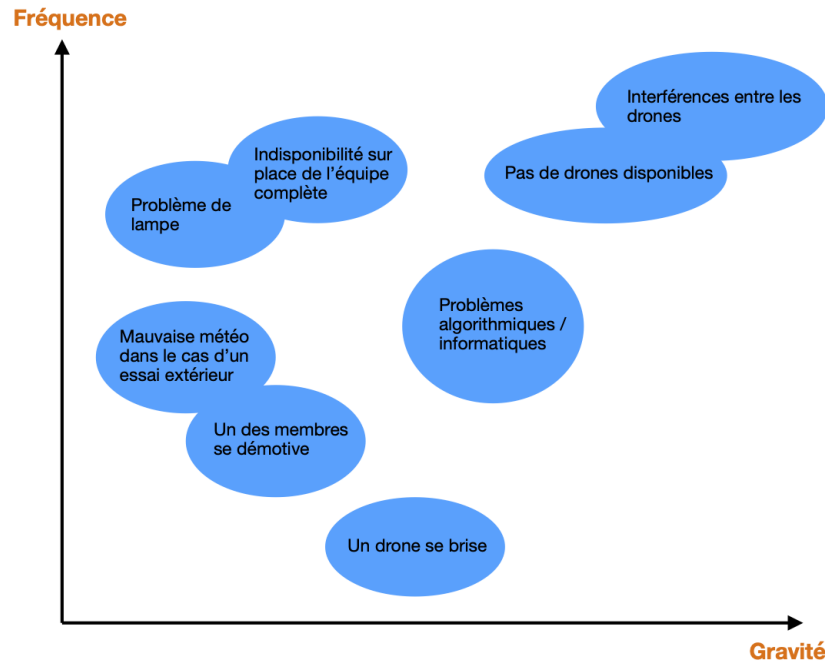 Fréquence
Interférences entre les
drones
Indisponibilité sur
place de l'équipe
complète
Pas de drones disponibles
Problème de
lampe
Problèmes
algorithmiques /
informatiques
Mauvaise météo
dans le cas d'un
essai extérieur
Un des membres
se démotive
Un drone se brise
Gravité